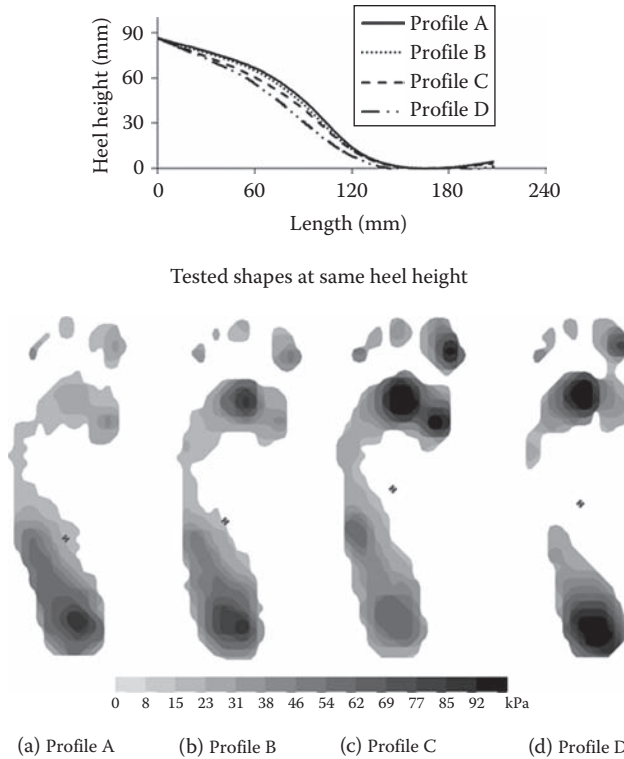 Heel height (mm)
90
60
30
0
0
60
120
180
240
Length (mm)
Profile A
Profile B
Profile C
Profile D
Tested shapes at same heel height
0 8 15 23 31 38 46 54 62 69 77 85 92 kPa
(a) Profile A
(b) Profile B
(c) Profile C
(d) Profile D